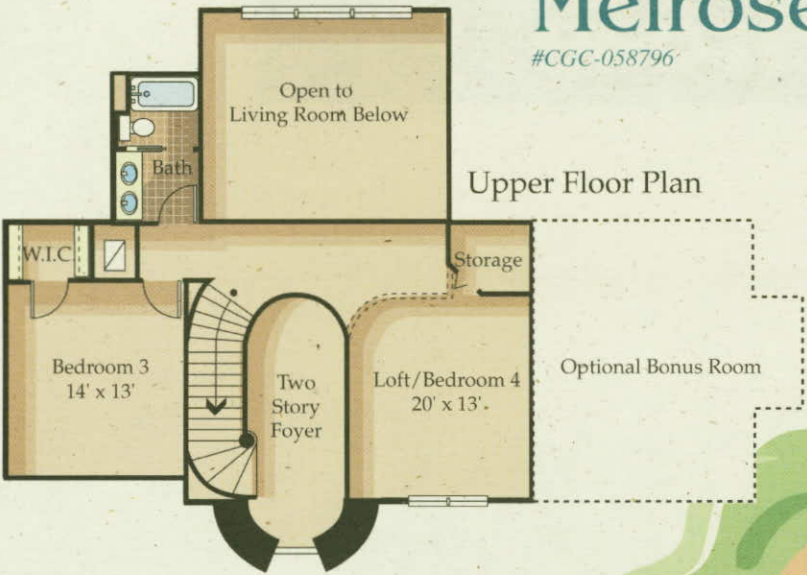 Melrose
#CGC-058796
Open to
Living Room Below
Bath
Upper Floor Plan
W.I.C.
Storage
Bedroom 3
14' x 13'
Two
Story
Foyer
Loft/Bedroom 4
20' x 13'
Optional Bonus Room